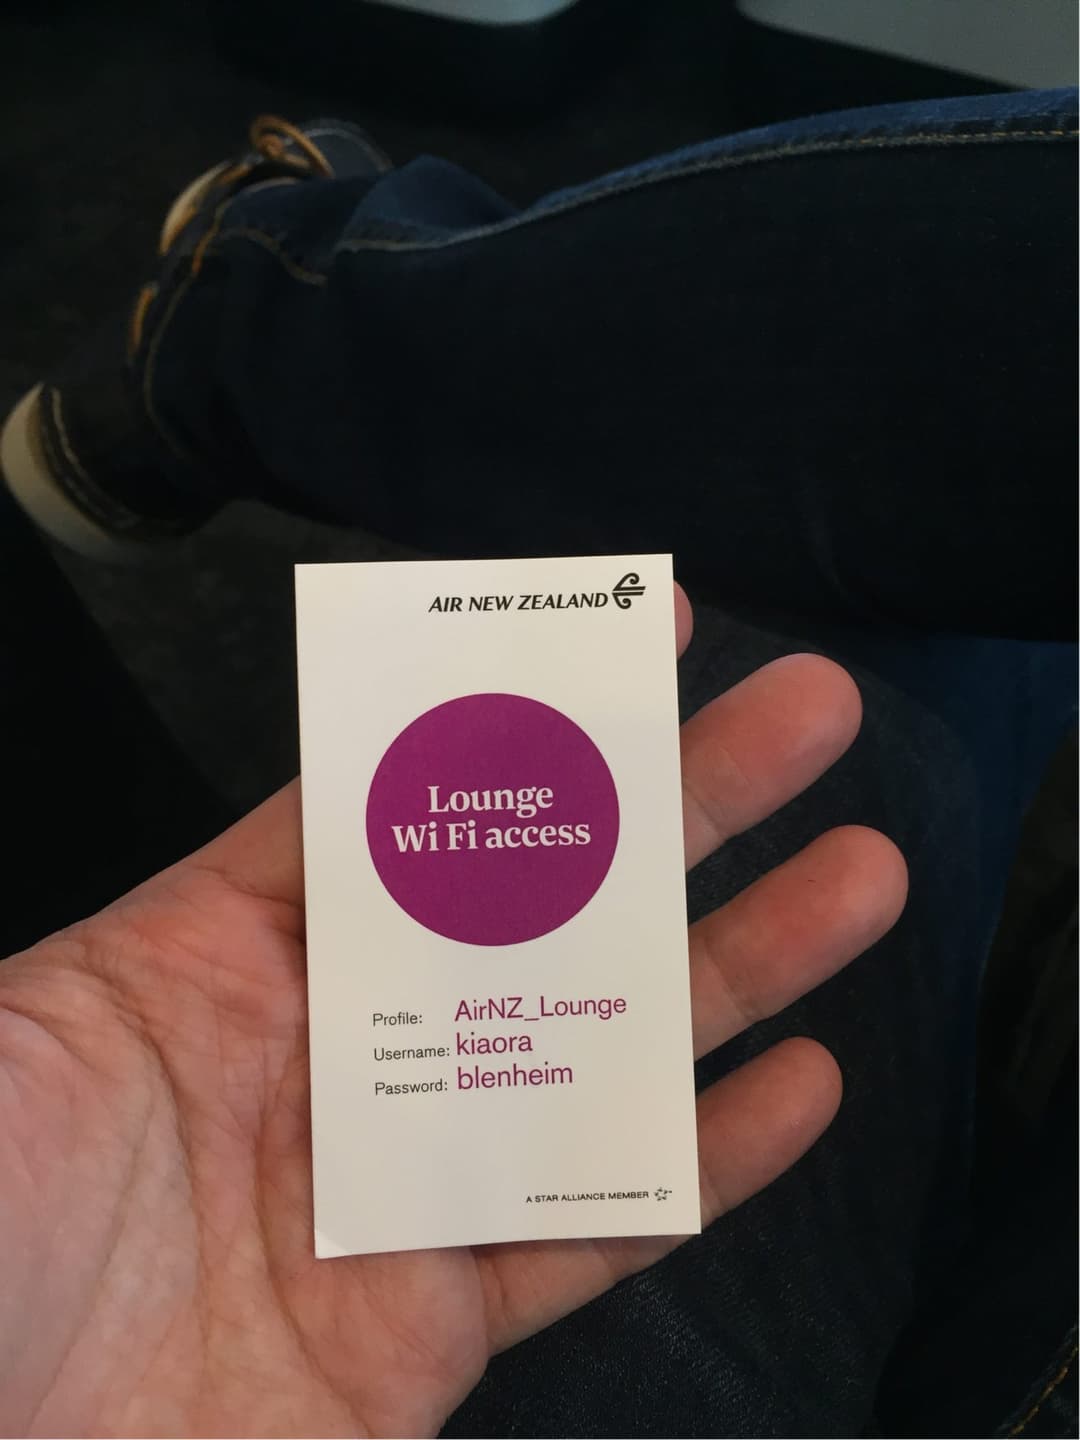 AIR NEW ZEALAND
Lounge
Wi Fi access
Profile: AirNZ_Lounge
Username: kiaora
Password: blenheim
A STAR ALLIANCE MEMBER